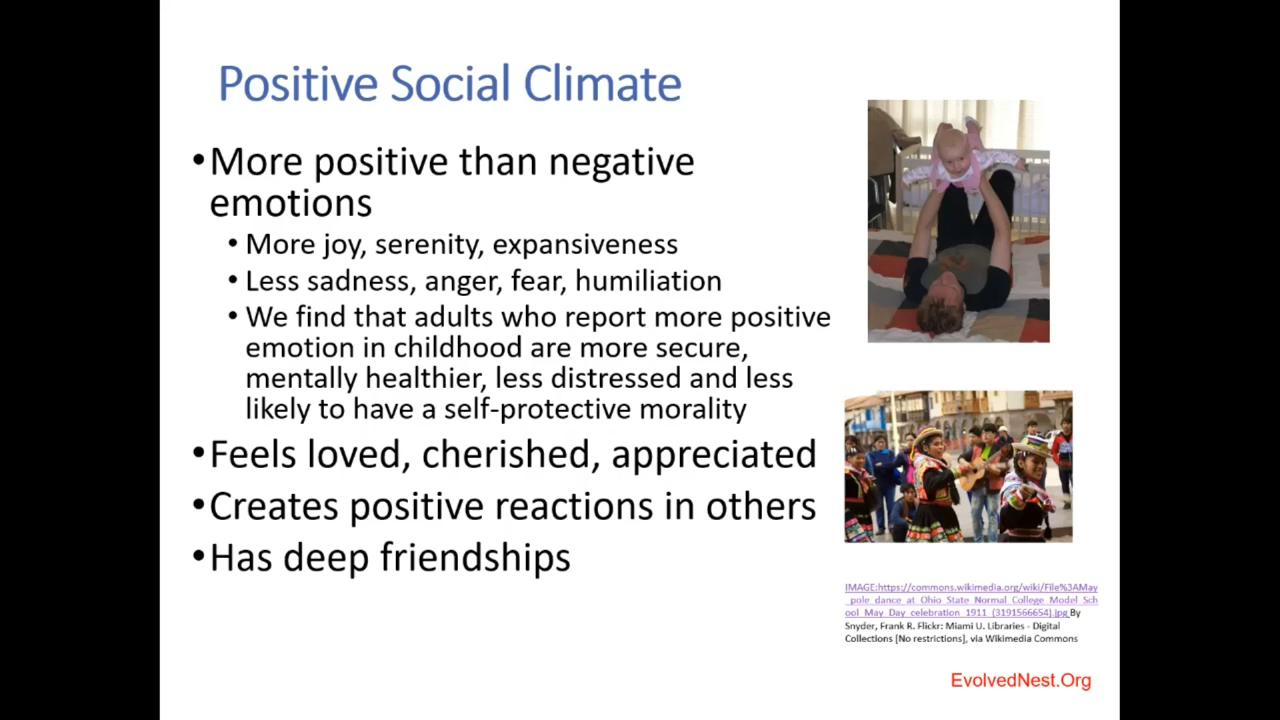 Positive Social Climate
•More positive than negative
emotions
• More joy, serenity, expansiveness
• Less sadness, anger, fear, humiliation
• We find that adults who report more positive
emotion in childhood are more secure,
mentally healthier, less distressed and less
likely to have a self-protective morality
•Feels loved, cherished, appreciated
•Creates positive reactions in others
•Has deep friendships
IMAGE:https://commons.wikimedia.org/wiki/File%3AMay
_pole_dance_at_Ohio_State_Normal_College_Model_Sch
ool_May_Day_celebration_1911_(3191566654).jpg By
Snyder, Frank R. Flickr: Miami U. Libraries - Digital
Collections [No restrictions], via Wikimedia Commons
EvolvedNest.Org